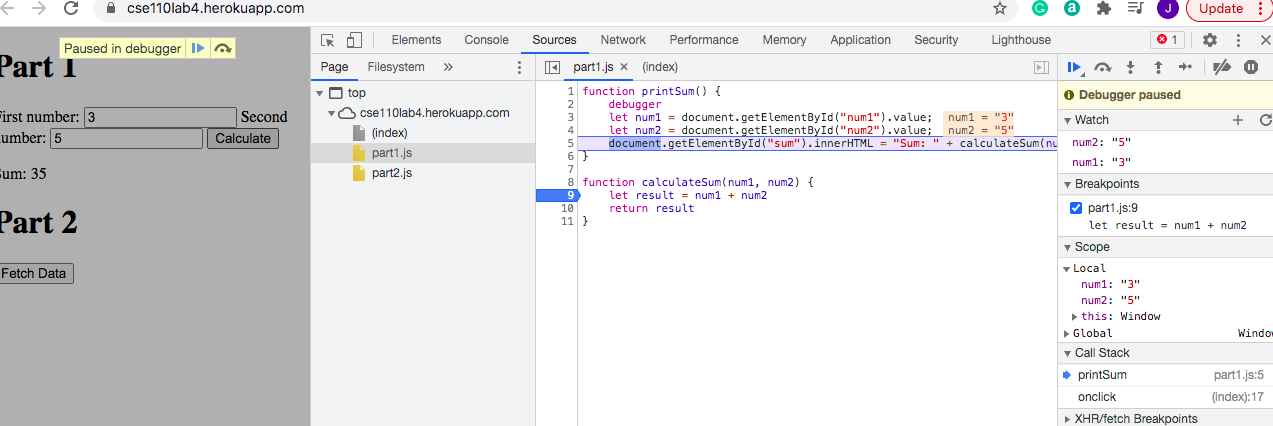 cse110lab4.herokuapp.com
J
Update
Paused in debugger
Part 1
First number: 3 Second
number: 5 Calculate
Sum: 35
Part 2
Fetch Data
Elements Console Sources Network Performance Memory Application Security Lighthouse 1
Page Filesystem
top
cse110lab4.herokuapp.com
(index)
part1.js
part2.js
part1.js (index)
1 function printSum() {
2 debugger
3 let num1 = document.getElementById("num1").value; num1 = "3"
4 let num2 = document.getElementById("num2").value; num2 = "5"
5 document.getElementById("sum").innerHTML = "Sum: " + calculateSum(nu
6 }
7
8 function calculateSum(num1, num2) {
9 let result = num1 + num2
10 return result
11 }
Debugger paused
Watch
num2: "5"
num1: "3"
Breakpoints
part1.js:9
let result = num1 + num2
Scope
Local
num1: "3"
num2: "5"
this: Window
Global Window
Call Stack
printSum part1.js:5
onclick (index):17
XHR/fetch Breakpoints